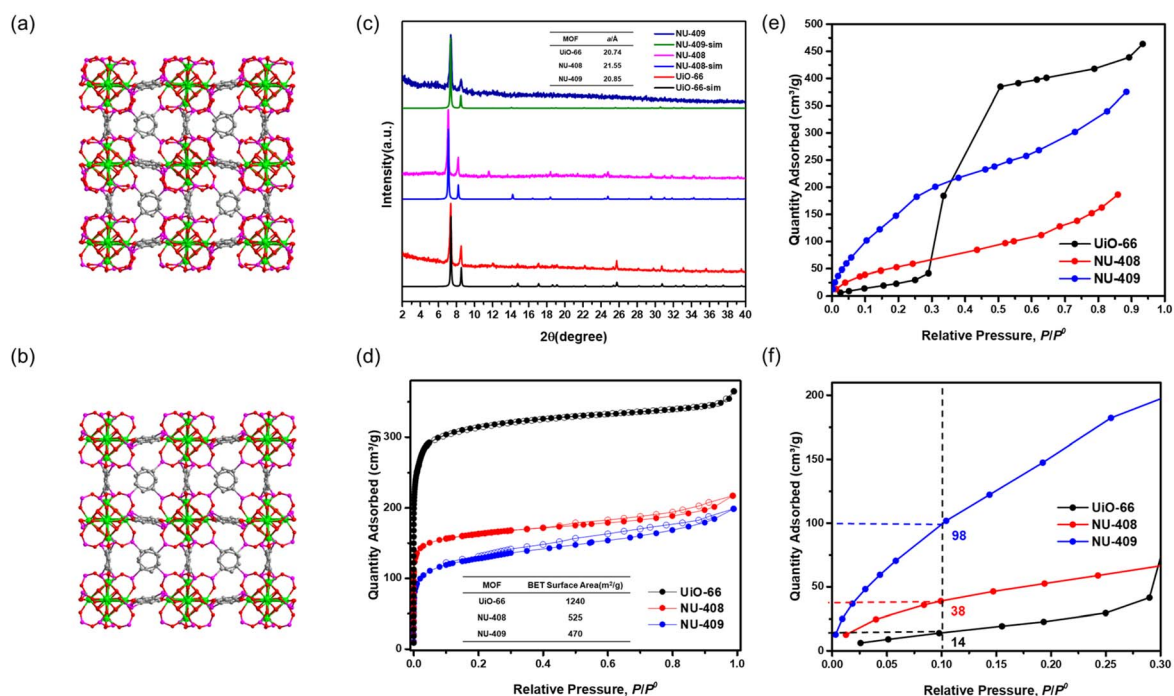 (a)
(b)
(c)
Intensity(a.u.)
MOF a/Å
UiO-66 20.74
NU-408 21.55
NU-409 20.85
NU-409
NU-409-sim
NU-408
NU-408-sim
UiO-66
UiO-66-sim
2 4 6 8 10 12 14 16 18 20 22 24 26 28 30 32 34 36 38 40
2θ(degree)
(d)
Quantity Adsorbed (cm³/g)
300
200
100
0
MOF BET Surface Area(m²/g)
UiO-66 1240
NU-408 525
NU-409 470
UiO-66
NU-408
NU-409
0.0 0.2 0.4 0.6 0.8 1.0
Relative Pressure, P/P⁰
(e)
Quantity Adsorbed (cm³/g)
500
450
400
350
300
250
200
150
100
50
0
UiO-66
NU-408
NU-409
0.0 0.1 0.2 0.3 0.4 0.5 0.6 0.7 0.8 0.9 1.0
Relative Pressure, P/P⁰
(f)
Quantity Adsorbed (cm³/g)
200
150
100
50
0
98
38
14
UiO-66
NU-408
NU-409
0.00 0.05 0.10 0.15 0.20 0.25 0.30
Relative Pressure, P/P⁰